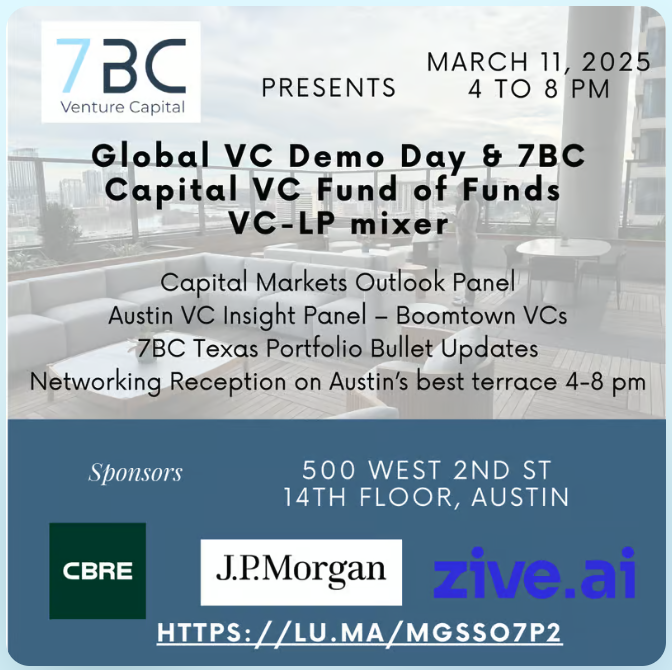 7BC
Venture Capital
PRESENTS
MARCH 11, 2025
4 TO 8 PM
Global VC Demo Day & 7BC
Capital VC Fund of Funds
VC-LP mixer
Capital Markets Outlook Panel
Austin VC Insight Panel – Boomtown VCs
7BC Texas Portfolio Bullet Updates
Networking Reception on Austin’s best terrace 4-8 pm
Sponsors
500 WEST 2ND ST
14TH FLOOR, AUSTIN
CBRE
J.P.Morgan
zive.ai
HTTPS://LU.MA/MGSSO7P2